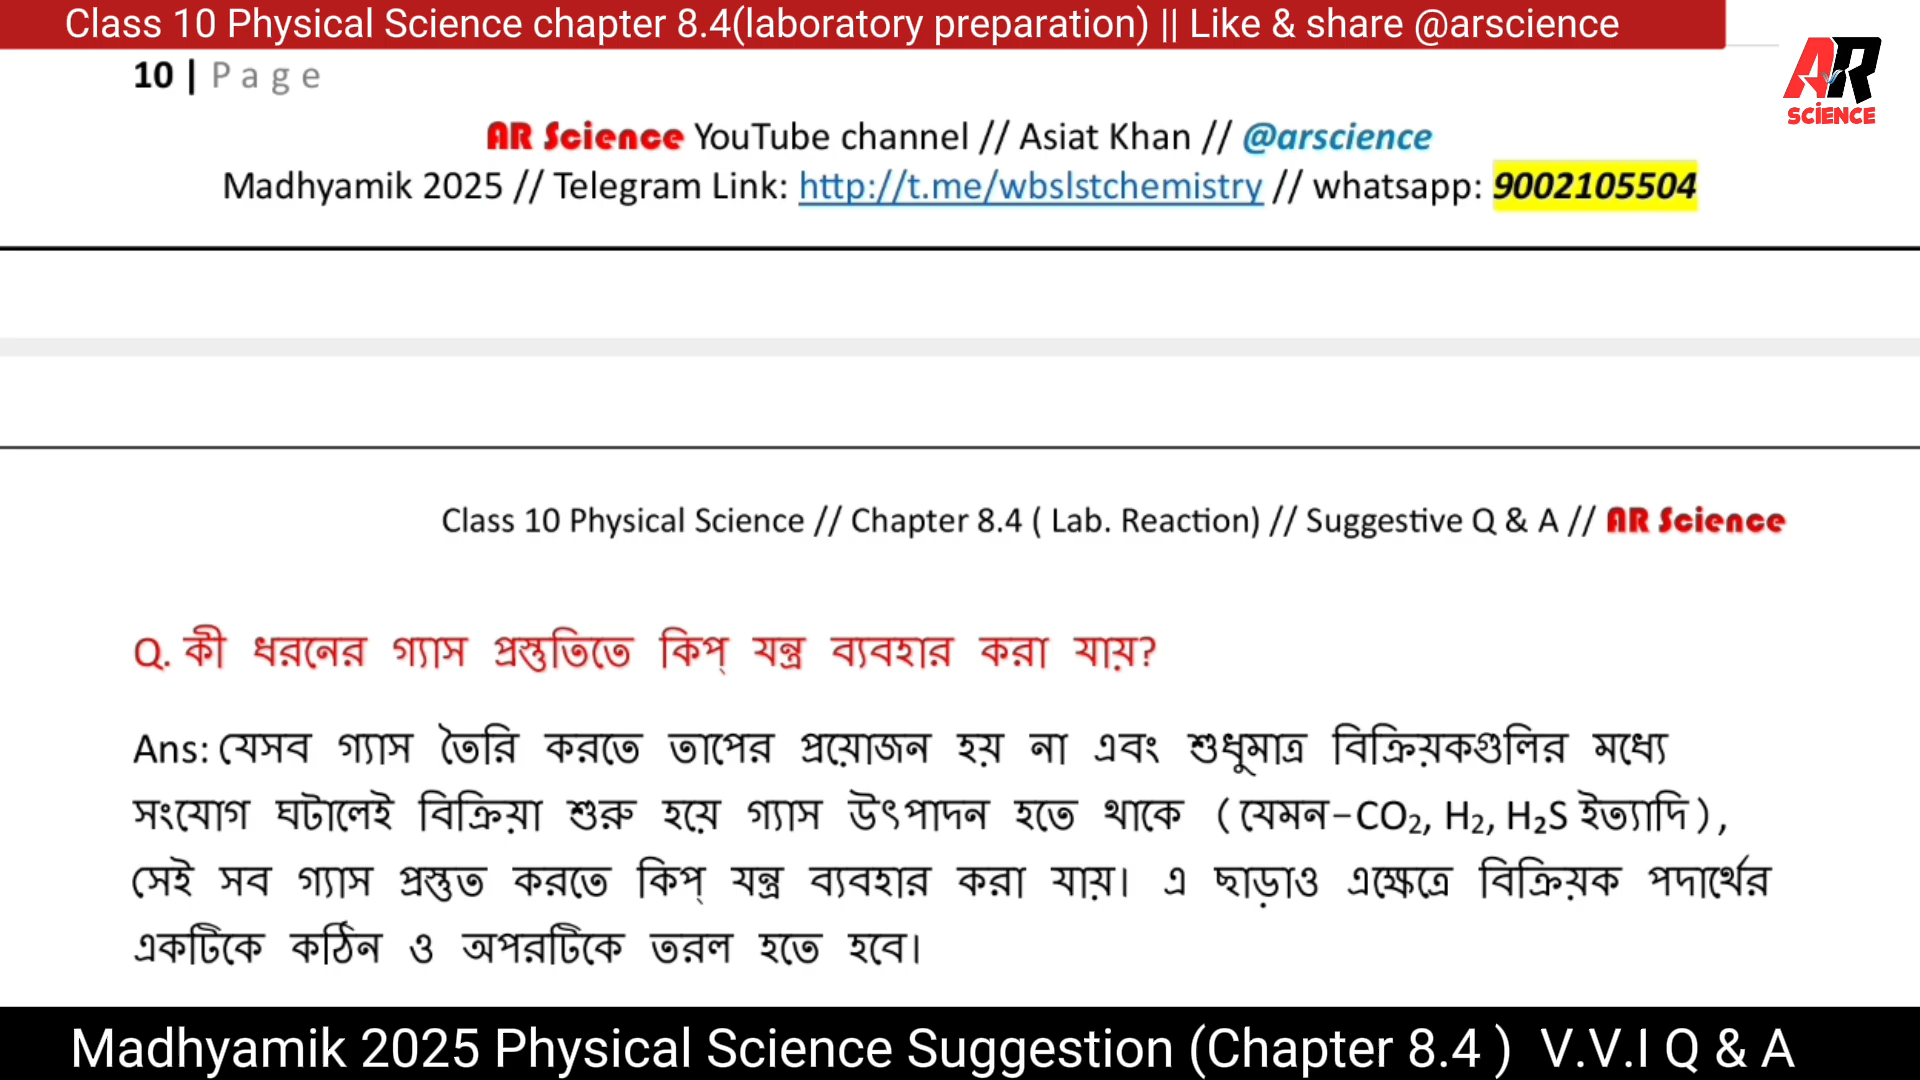 Class 10 Physical Science chapter 8.4(laboratory preparation) || Like & share @arscience
AR
SCIENCE
10 | Page
AR Science YouTube channel // Asiat Khan // @arscience
Madhyamik 2025 // Telegram Link: http://t.me/wbslstchemistry // whatsapp: 9002105504
Class 10 Physical Science // Chapter 8.4 ( Lab. Reaction) // Suggestive Q & A // AR Science
Q. কী ধরনের গ্যাস প্রস্তুতিতে কিপ্ যন্ত্র ব্যবহার করা যায়?
Ans: যেসব গ্যাস তৈরি করতে তাপের প্রয়োজন হয় না এবং শুধুমাত্র বিক্রিয়কগুলির মধ্যে
সংযোগ ঘটালেই বিক্রিয়া শুরু হয়ে গ্যাস উৎপাদন হতে থাকে (যেমন–CO₂, H₂, H₂S ইত্যাদি),
সেই সব গ্যাস প্রস্তুত করতে কিপ্ যন্ত্র ব্যবহার করা যায়। এ ছাড়াও এক্ষেত্রে বিক্রিয়ক পদার্থের
একটিকে কঠিন ও অপরটিকে তরল হতে হবে।
Madhyamik 2025 Physical Science Suggestion (Chapter 8.4 ) V.V.I Q & A